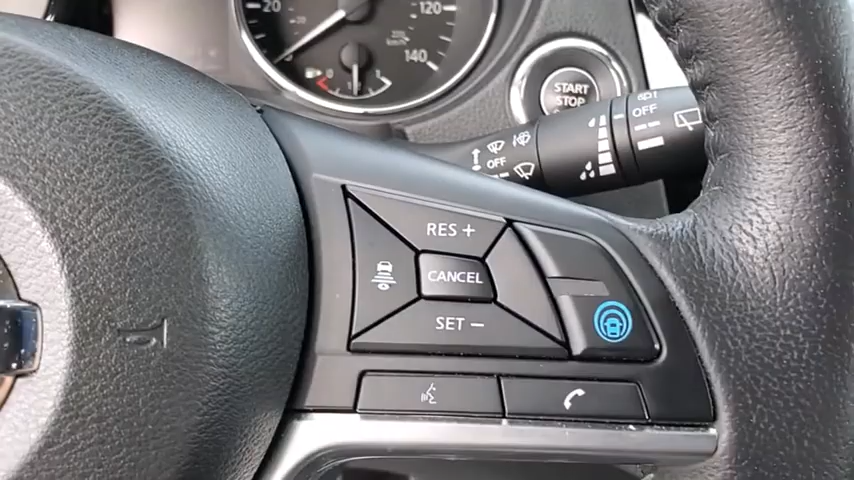 20
120
140
START
STOP
OFF
OFF
RES +
CANCEL
SET −